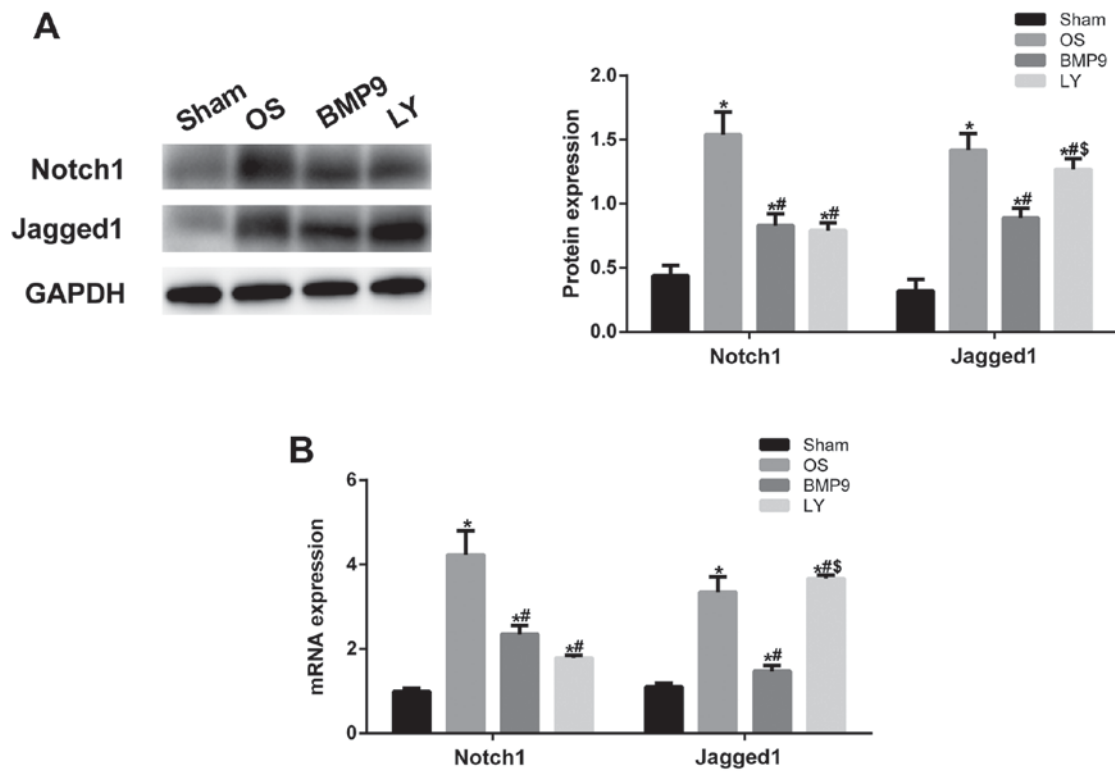 A
Sham OS BMP9 LY
Notch1
Jagged1
GAPDH
Sham
OS
BMP9
LY
Protein expression
2.0
1.5
1.0
0.5
0.0
*
*#
*#
*
*#
*#$
Notch1 Jagged1
B
Sham
OS
BMP9
LY
mRNA expression
6
4
2
0
*
*#
*#
*
*#
*#$
Notch1 Jagged1